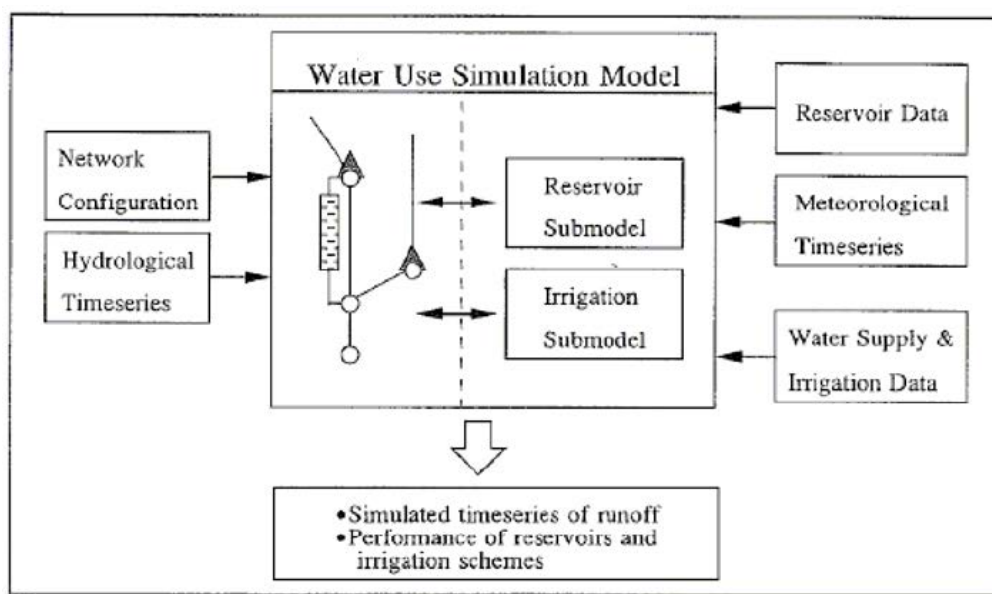 Water Use Simulation Model
Network
Configuration
Hydrological
Timeseries
Reservoir
Submodel
Irrigation
Submodel
Reservoir Data
Meteorological
Timeseries
Water Supply &
Irrigation Data
•Simulated timeseries of runoff
•Performance of reservoirs and
irrigation schemes